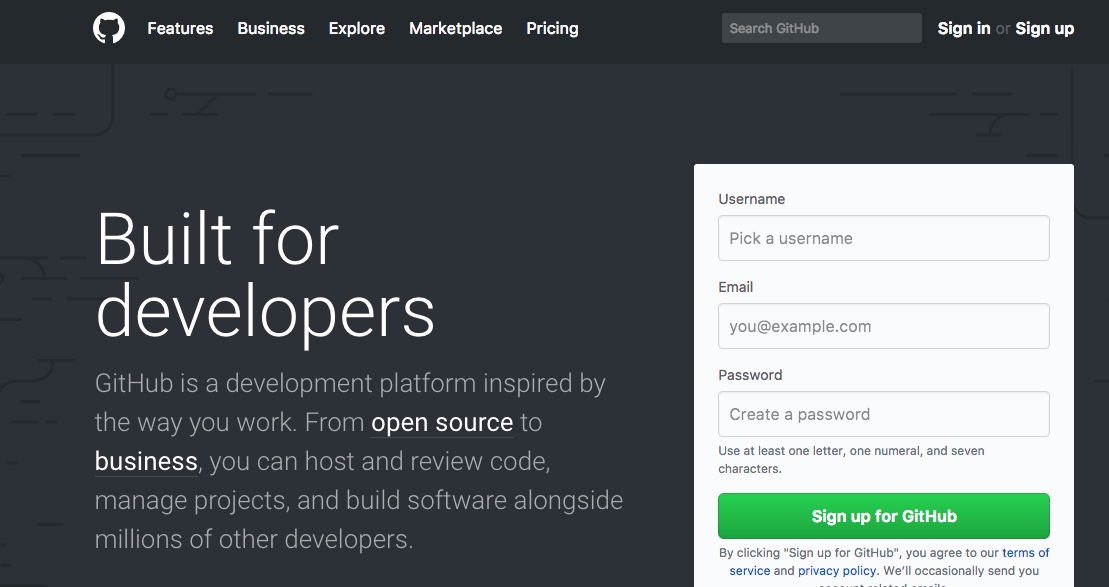 Features Business Explore Marketplace Pricing Search GitHub Sign in or Sign up
Built for
developers
GitHub is a development platform inspired by
the way you work. From open source to
business, you can host and review code,
manage projects, and build software alongside
millions of other developers.
Username
Pick a username
Email
you@example.com
Password
Create a password
Use at least one letter, one numeral, and seven
characters.
Sign up for GitHub
By clicking "Sign up for GitHub", you agree to our terms of
service and privacy policy. We’ll occasionally send you